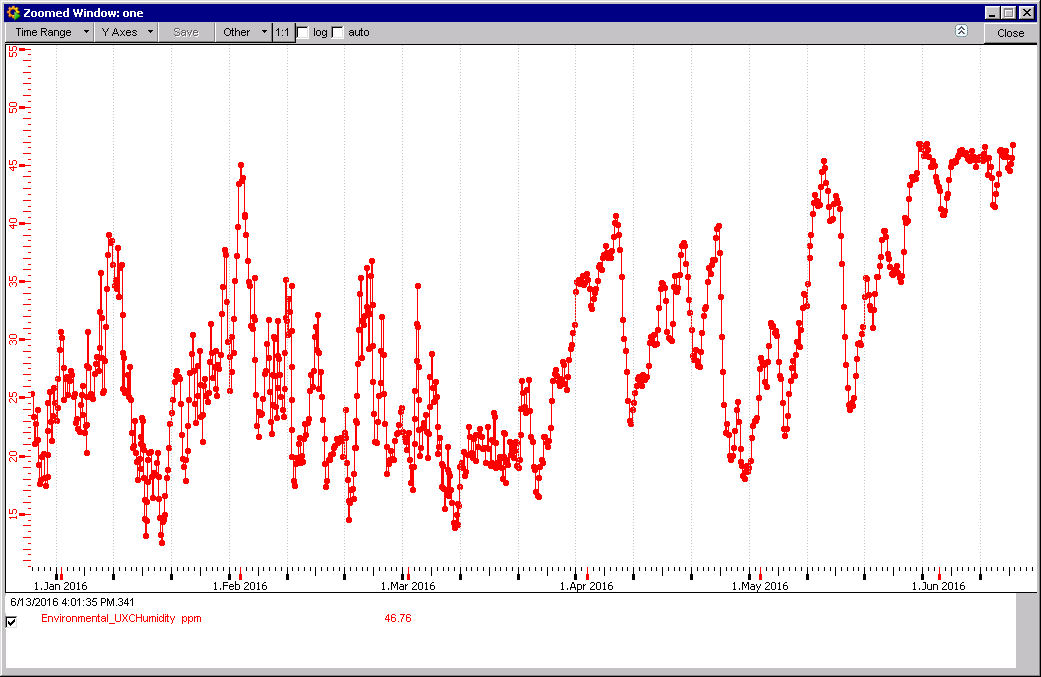 Zoomed Window: one
Time Range Y Axes Save Other 1:1 log auto Close
55
50
45
40
35
30
25
20
15
1.Jan 2016 1.Feb 2016 1.Mar 2016 1.Apr 2016 1.May 2016 1.Jun 2016
6/13/2016 4:01:35 PM.341
Environmental_UXCHumidity ppm 46.76